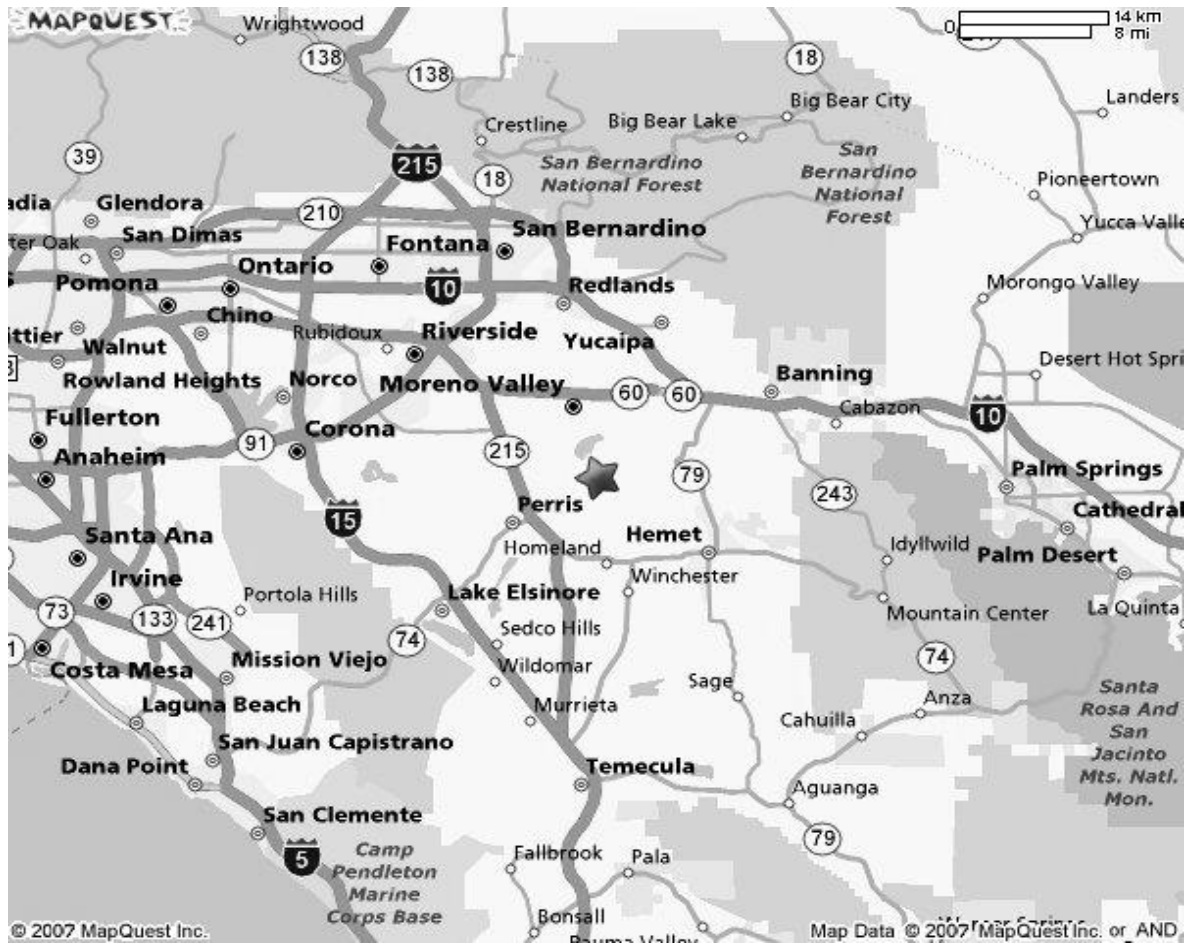 MAPQUEST
Wrightwood
0
14 km
8 mi
138
138
18
Landers
Big Bear City
Crestline
Big Bear Lake
39
215
San Bernardino
National Forest
San
Bernardino
National
Forest
18
Pioneertown
Glendora
210
San Dimas
Fontana
San Bernardino
Ontario
10
Pomona
Redlands
Morongo Valley
Chino
Rubidoux
Riverside
Yucaipa
Walnut
Rowland Heights
Norco
Moreno Valley
Banning
60
60
Cabazon
10
Fullerton
Corona
91
Anaheim
215
79
243
Palm Springs
15
Perris
Cathedral
Santa Ana
Homeland
Hemet
Idyllwild
Palm Desert
Irvine
Winchester
Portola Hills
Lake Elsinore
Mountain Center
La Quinta
73
133
241
74
Sedco Hills
74
Costa Mesa
Mission Viejo
Wildomar
Sage
Anza
Laguna Beach
Murrieta
Cahuilla
Santa
Rosa And
San
Jacinto
Mts. Natl.
Mon.
San Juan Capistrano
Dana Point
Temecula
Aguanga
San Clemente
79
5
Camp
Pendleton
Marine
Corps Base
Fallbrook
Pala
Bonsall
Pauma Valley
© 2007 MapQuest Inc.
Map Data © 2007 MapQuest Inc. or AND